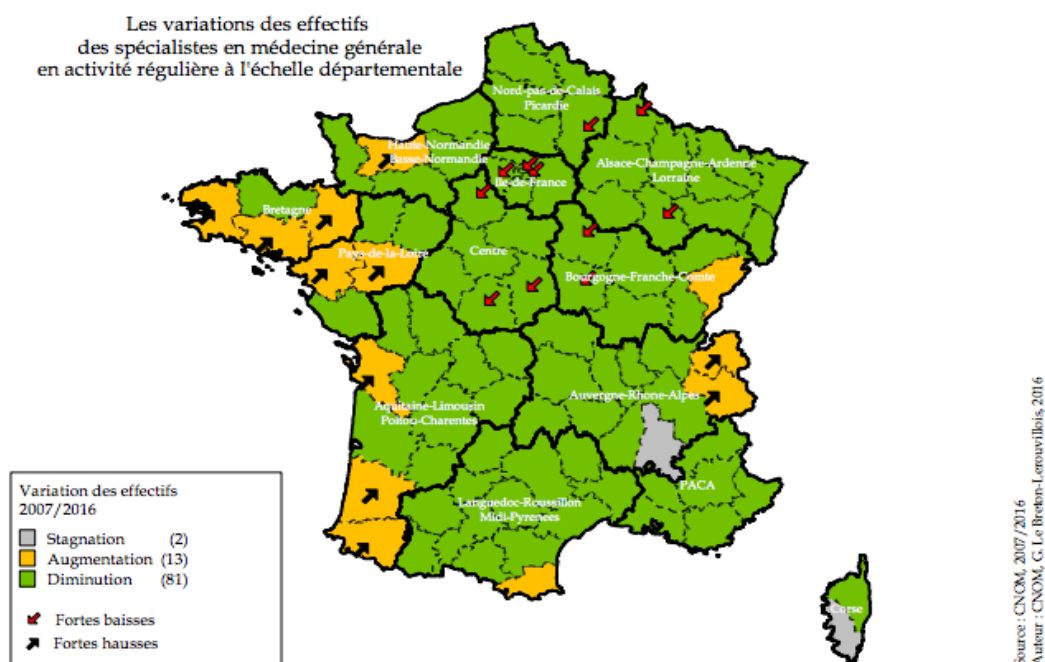 Les variations des effectifs
des spécialistes en médecine générale
en activité régulière à l'échelle départementale
Nord-pas-de-Calais
Picardie
Haute-Normandie
Basse-Normandie
Ile-de-France
Alsace-Champagne-Ardenne
Lorraine
Bretagne
Pays-de-la-Loire
Centre
Bourgogne-Franche-Comte
Auvergne-Rhone-Alpes
Aquitaine-Limousin
Poitou-Charentes
PACA
Languedoc-Roussillon
Midi-Pyrenees
Corse
Variation des effectifs
2007/2016
Stagnation (2)
Augmentation (13)
Diminution (81)
Fortes baisses
Fortes hausses
Source : CNOM, 2007/2016
Auteur : CNOM, G. Le Breton-Lerouvillois, 2016